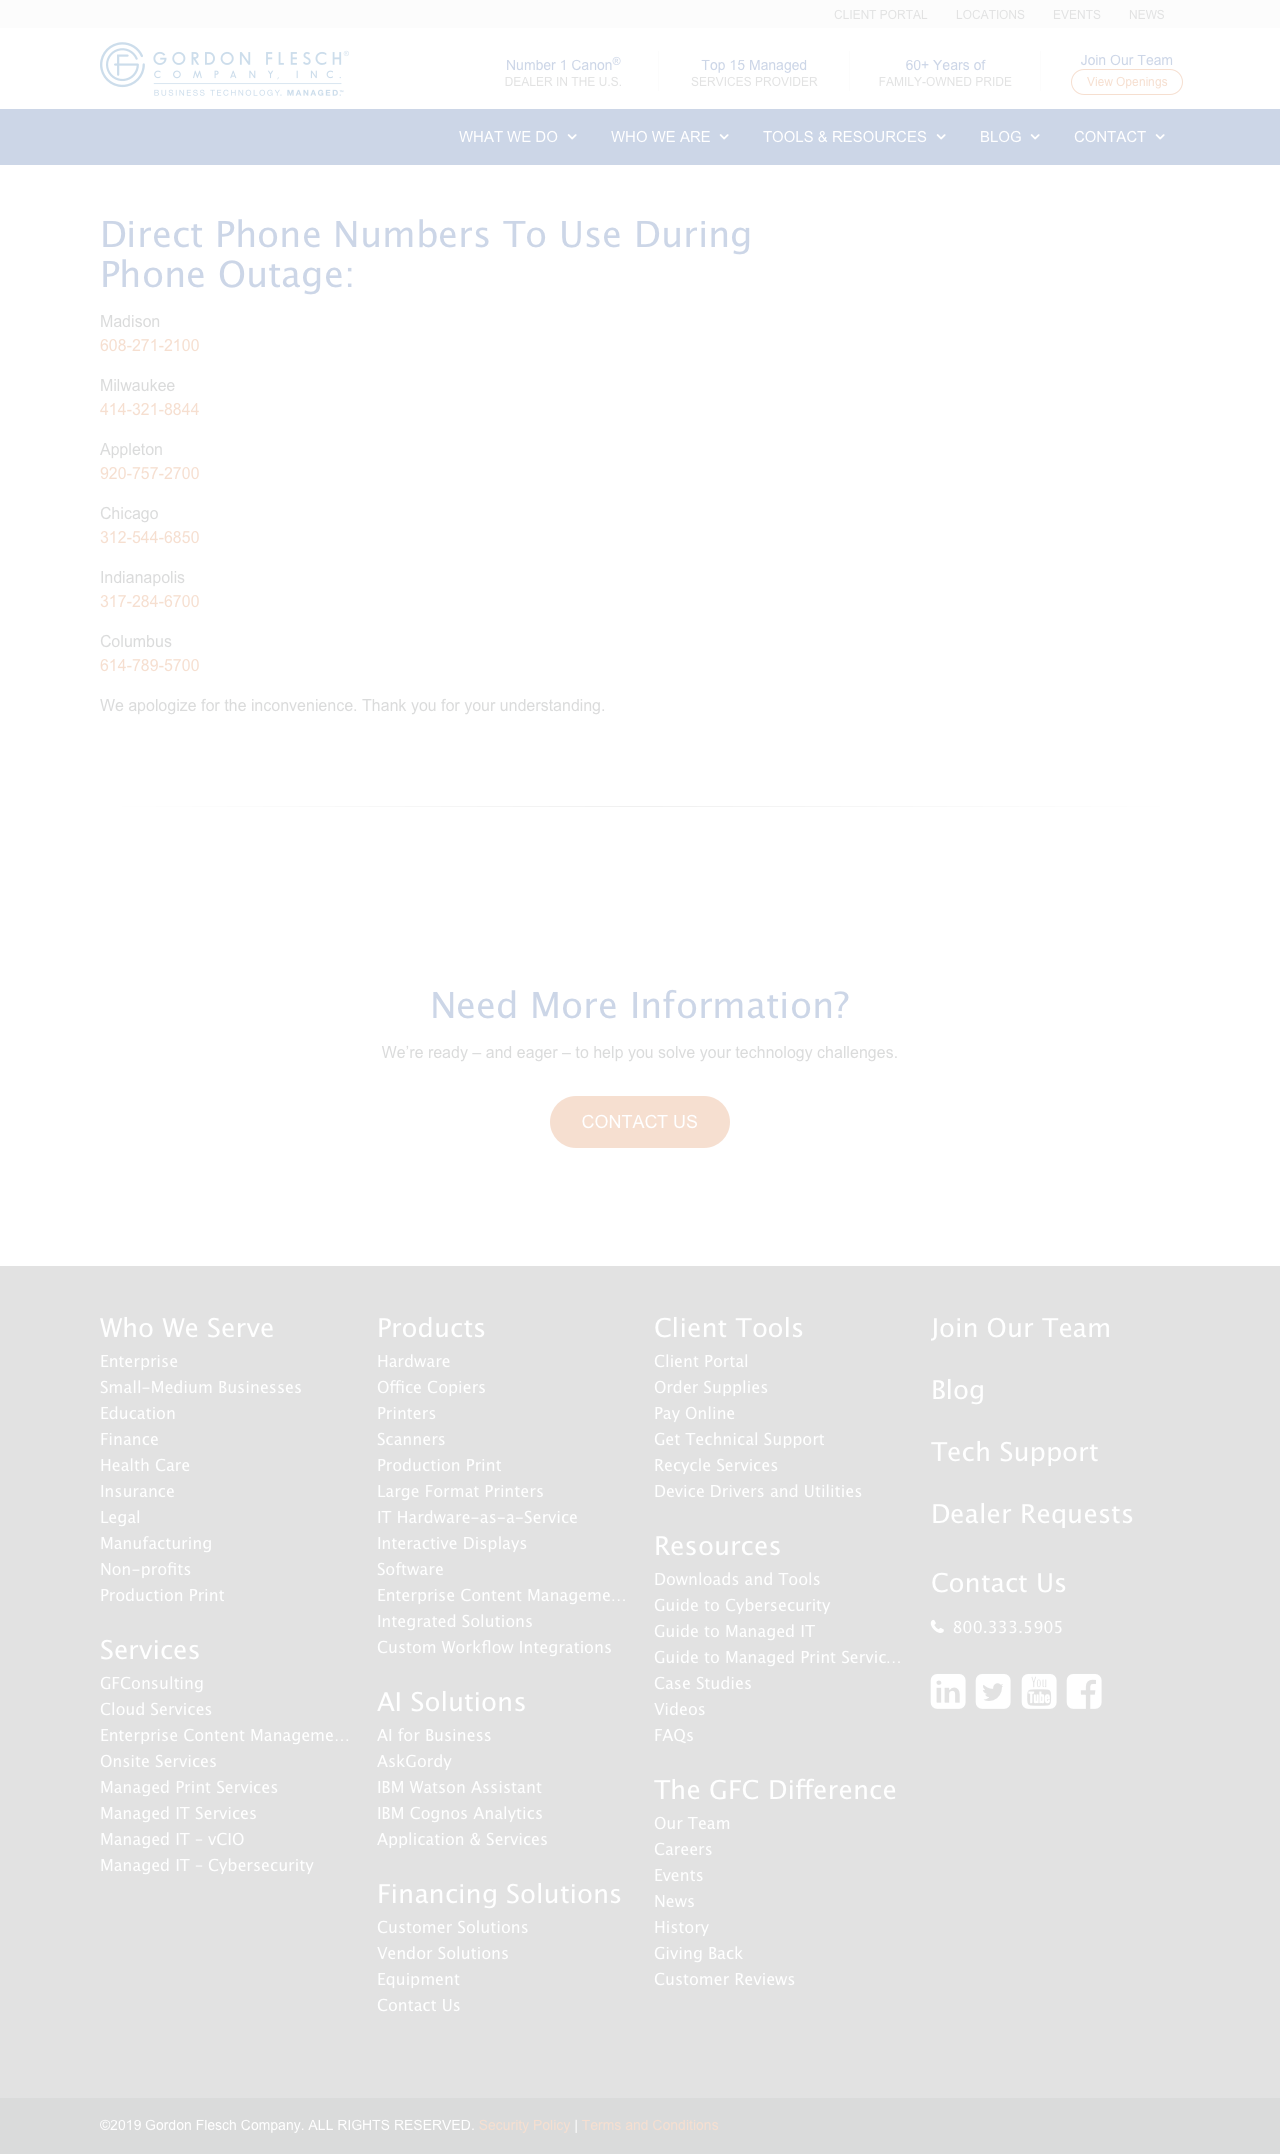 CLIENT PORTAL LOCATIONS EVENTS NEWS
GORDON FLESCH®
COMPANY, INC.
BUSINESS TECHNOLOGY. MANAGED.
Number 1 Canon®
DEALER IN THE U.S.
Top 15 Managed
SERVICES PROVIDER
60+ Years of
FAMILY-OWNED PRIDE
Join Our Team
View Openings
WHAT WE DO WHO WE ARE TOOLS & RESOURCES BLOG CONTACT
Direct Phone Numbers To Use During
Phone Outage:
Madison
608-271-2100
Milwaukee
414-321-8844
Appleton
920-757-2700
Chicago
312-544-6850
Indianapolis
317-284-6700
Columbus
614-789-5700
We apologize for the inconvenience. Thank you for your understanding.
Need More Information?
We're ready – and eager – to help you solve your technology challenges.
CONTACT US
Who We Serve
Enterprise
Small-Medium Businesses
Education
Finance
Health Care
Insurance
Legal
Manufacturing
Non-profits
Production Print
Services
GFConsulting
Cloud Services
Enterprise Content Manageme...
Onsite Services
Managed Print Services
Managed IT Services
Managed IT - vCIO
Managed IT - Cybersecurity
Products
Hardware
Office Copiers
Printers
Scanners
Production Print
Large Format Printers
IT Hardware-as-a-Service
Interactive Displays
Software
Enterprise Content Manageme...
Integrated Solutions
Custom Workflow Integrations
AI Solutions
AI for Business
AskGordy
IBM Watson Assistant
IBM Cognos Analytics
Application & Services
Financing Solutions
Customer Solutions
Vendor Solutions
Equipment
Contact Us
Client Tools
Client Portal
Order Supplies
Pay Online
Get Technical Support
Recycle Services
Device Drivers and Utilities
Resources
Downloads and Tools
Guide to Cybersecurity
Guide to Managed IT
Guide to Managed Print Servic...
Case Studies
Videos
FAQs
The GFC Difference
Our Team
Careers
Events
News
History
Giving Back
Customer Reviews
Join Our Team
Blog
Tech Support
Dealer Requests
Contact Us
800.333.5905
in You Tube
©2019 Gordon Flesch Company. ALL RIGHTS RESERVED. Security Policy | Terms and Conditions